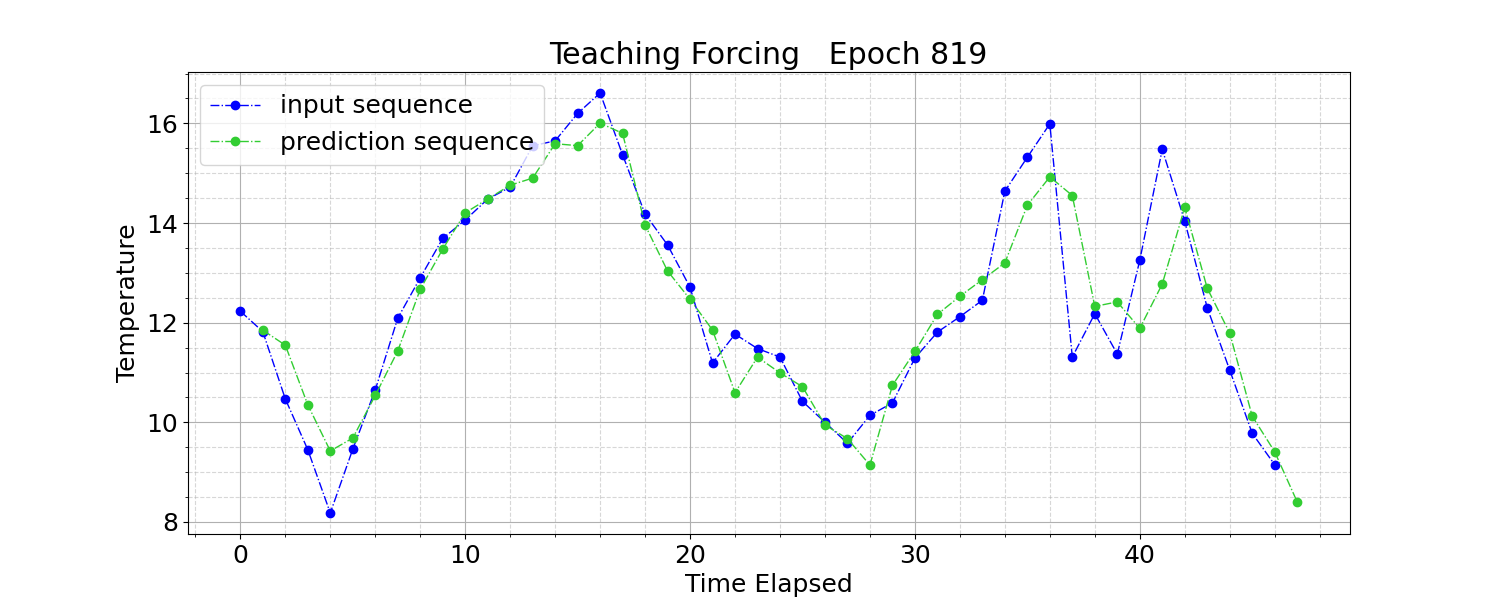 Teaching Forcing   Epoch 819
input sequence
prediction sequence
Temperature
16
14
12
10
8
0 10 20 30 40
Time Elapsed